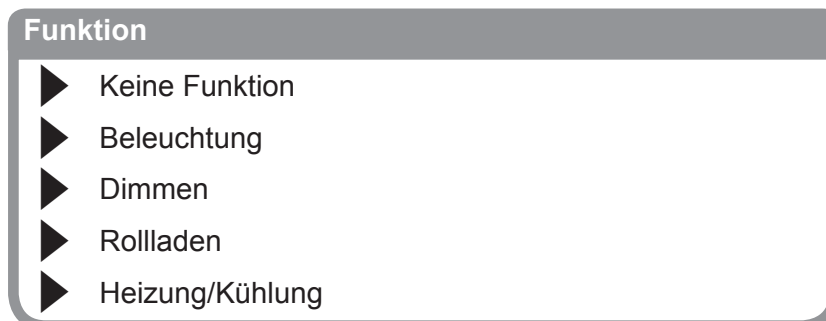 Funktion
Keine Funktion
Beleuchtung
Dimmen
Rollladen
Heizung/Kühlung